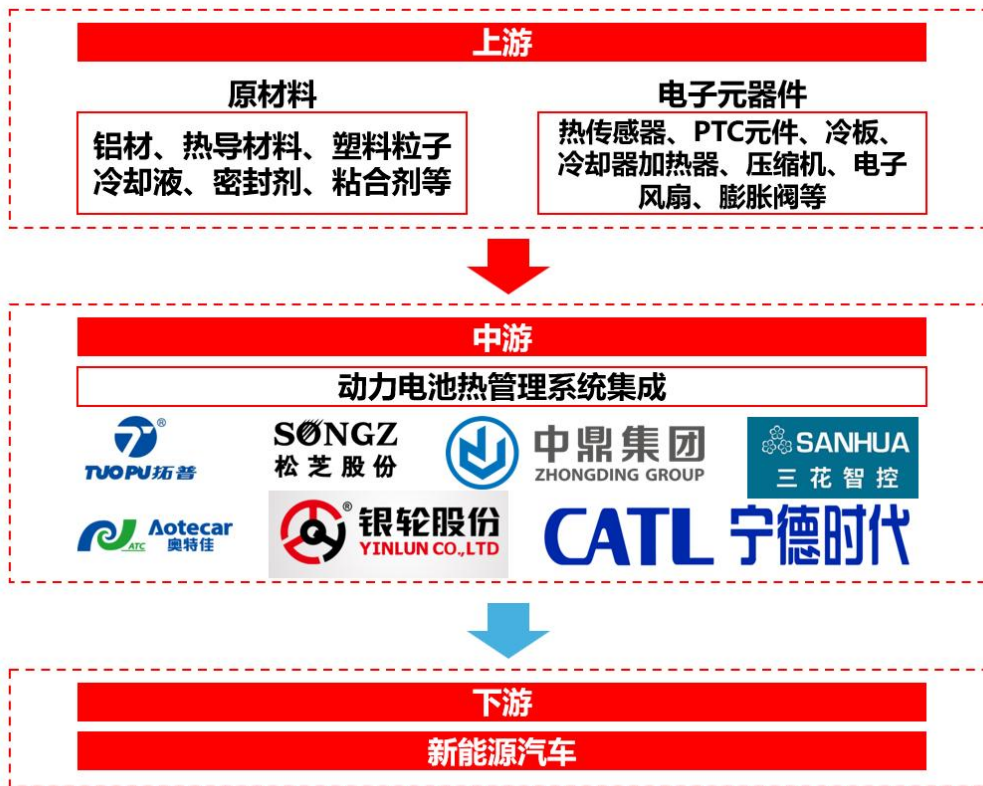 上游
原材料
铝材、热导材料、塑料粒子
冷却液、密封剂、粘合剂等
电子元器件
热传感器、PTC元件、冷板、
冷却器加热器、压缩机、电子
风扇、膨胀阀等
中游
动力电池热管理系统集成
®
TUOPU拓普
SONGZ
松芝股份
中鼎集团
ZHONGDING GROUP
SANHUA
三花智控
ATC
Aotecar
奥特佳
®
银轮股份
YINLUN CO.,LTD
CATL 宁德时代
下游
新能源汽车